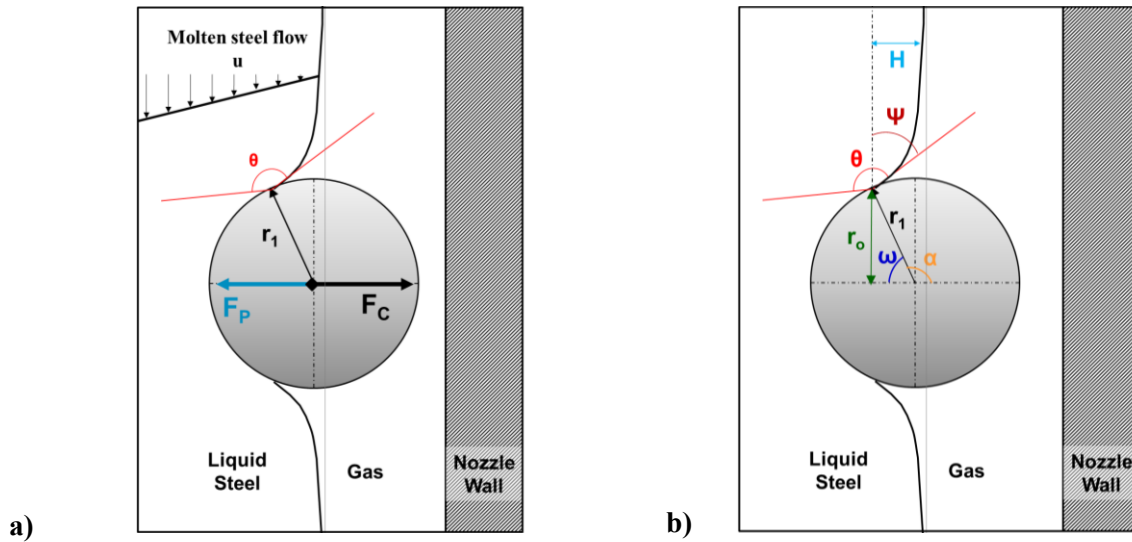 Molten steel flow
u
θ
r1
FP
FC
Liquid
Steel
Gas
Nozzle
Wall
a)
H
Ψ
θ
r1
ro
ω
α
Liquid
Steel
Gas
Nozzle
Wall
b)